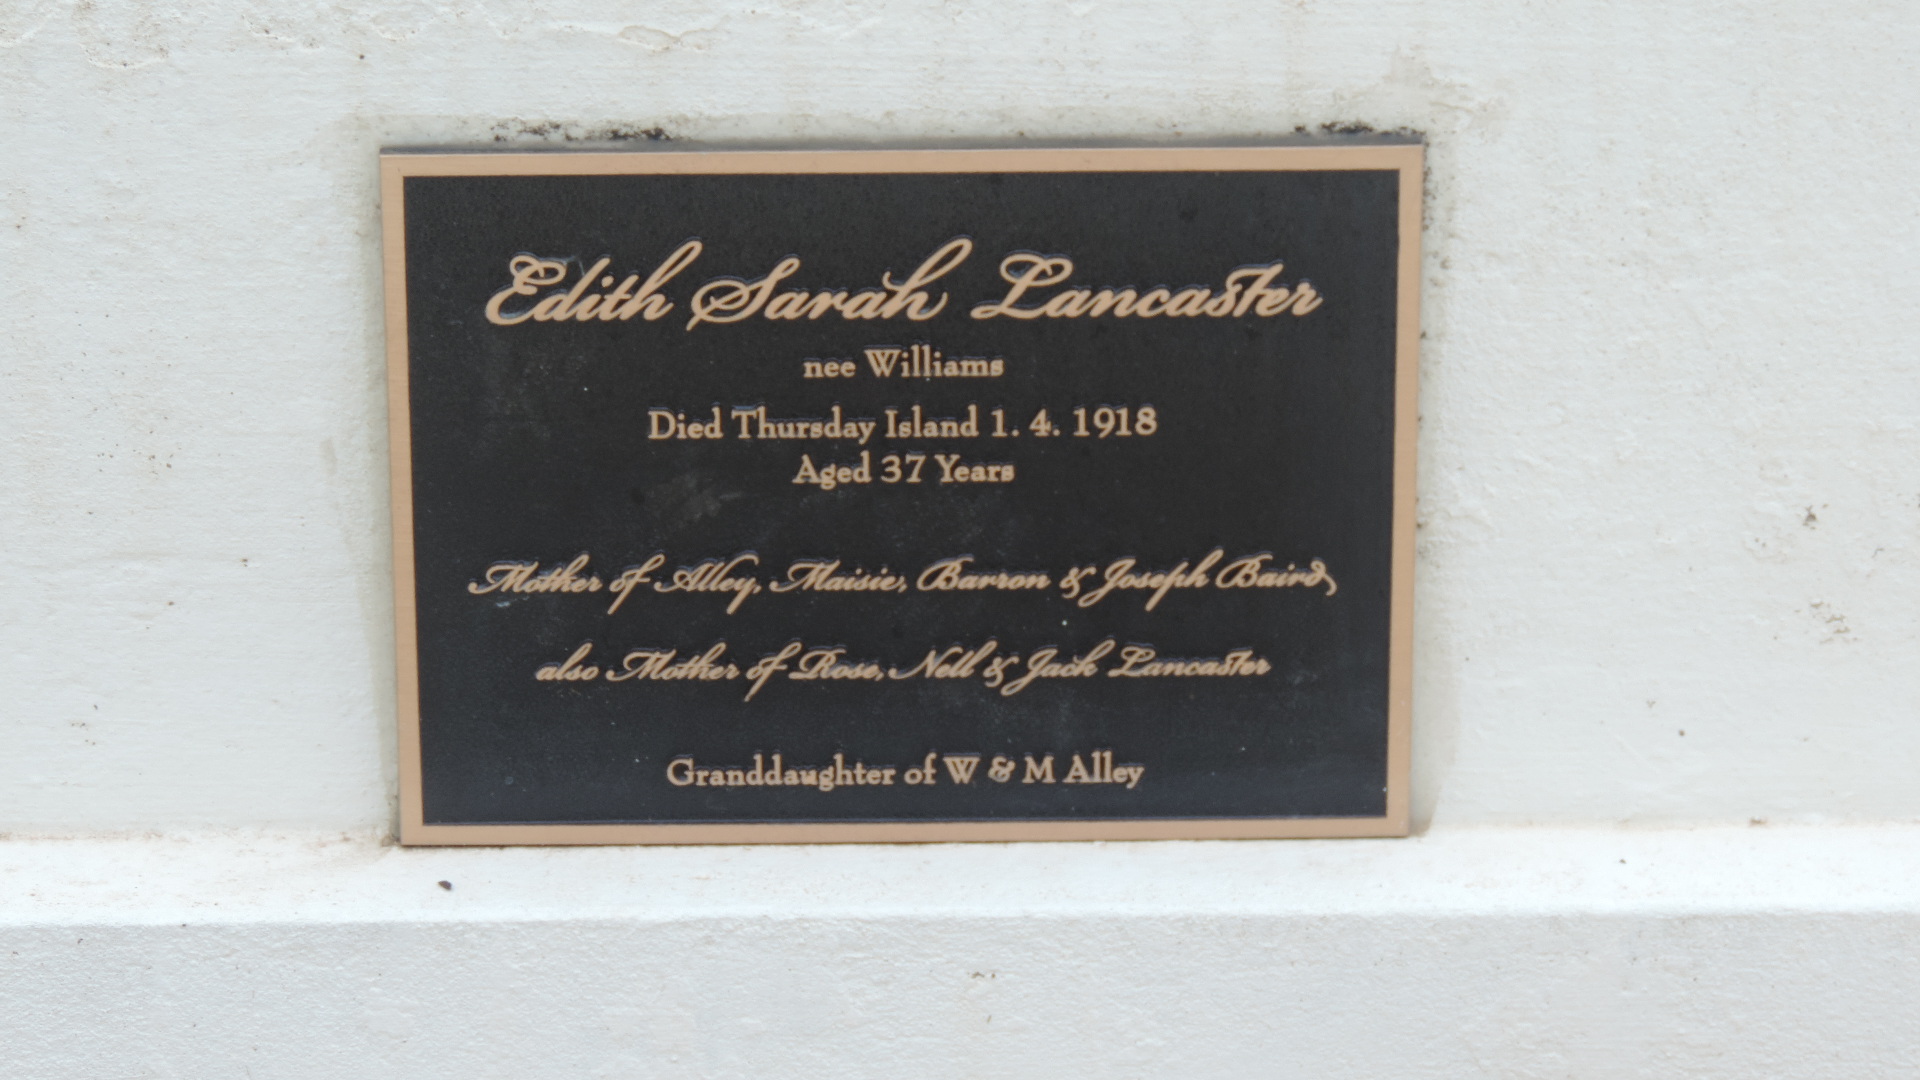 Edith Sarah Lancaster
nee Williams
Died Thursday Island 1. 4. 1918
Aged 37 Years
Mother of Alley, Maisie, Barron & Joseph Baird,
also Mother of Rose, Nell & Jack Lancaster
Granddaughter of W & M Alley